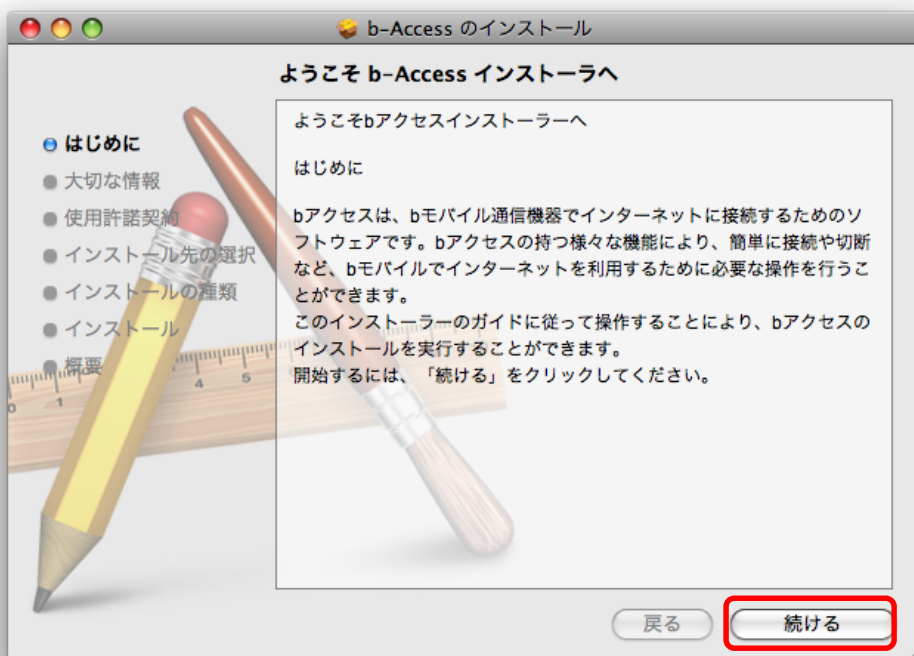 b-Access のインストール
ようこそ b-Access インストーラへ
はじめに
大切な情報
使用許諾契約
インストール先の選択
インストールの種類
インストール
概要
ようこそbアクセスインストーラーへ
はじめに
bアクセスは、bモバイル通信機器でインターネットに接続するためのソ
フトウェアです。bアクセスの持つ様々な機能により、簡単に接続や切断
など、bモバイルでインターネットを利用するために必要な操作を行うこ
とができます。
このインストーラーのガイドに従って操作することにより、bアクセスの
インストールを実行することができます。
開始するには、「続ける」をクリックしてください。
0 1 4 5
戻る
続ける